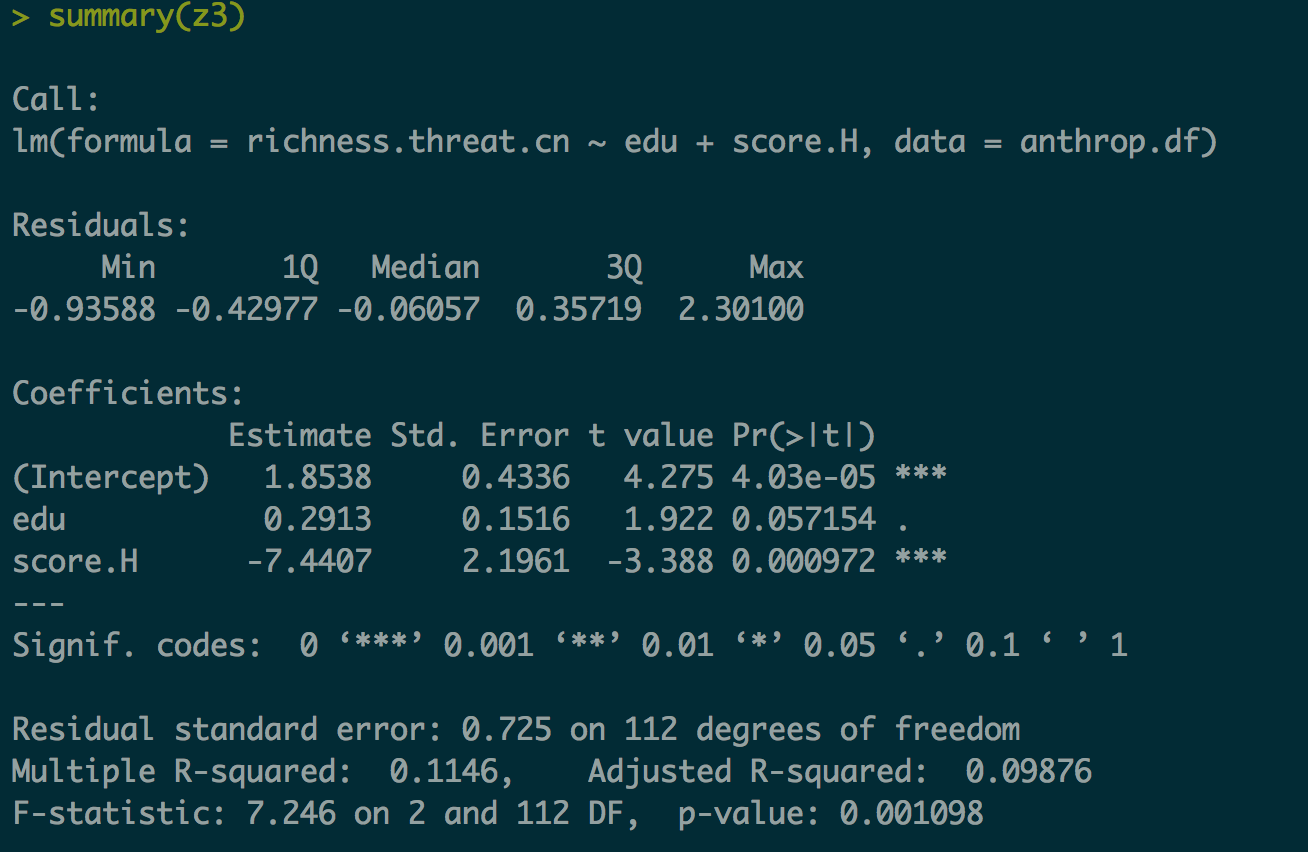 > summary(z3)
Call:
lm(formula = richness.threat.cn ~ edu + score.H, data = anthrop.df)
Residuals:
     Min       1Q   Median       3Q      Max
-0.93588 -0.42977 -0.06057  0.35719  2.30100
Coefficients:
            Estimate Std. Error t value Pr(>|t|)
(Intercept)   1.8538     0.4336   4.275 4.03e-05 ***
edu           0.2913     0.1516   1.922 0.057154 .
score.H      -7.4407     2.1961  -3.388 0.000972 ***
---
Signif. codes:  0 ‘***’ 0.001 ‘**’ 0.01 ‘*’ 0.05 ‘.’ 0.1 ‘ ’ 1
Residual standard error: 0.725 on 112 degrees of freedom
Multiple R-squared:  0.1146,    Adjusted R-squared:  0.09876
F-statistic: 7.246 on 2 and 112 DF,  p-value: 0.001098